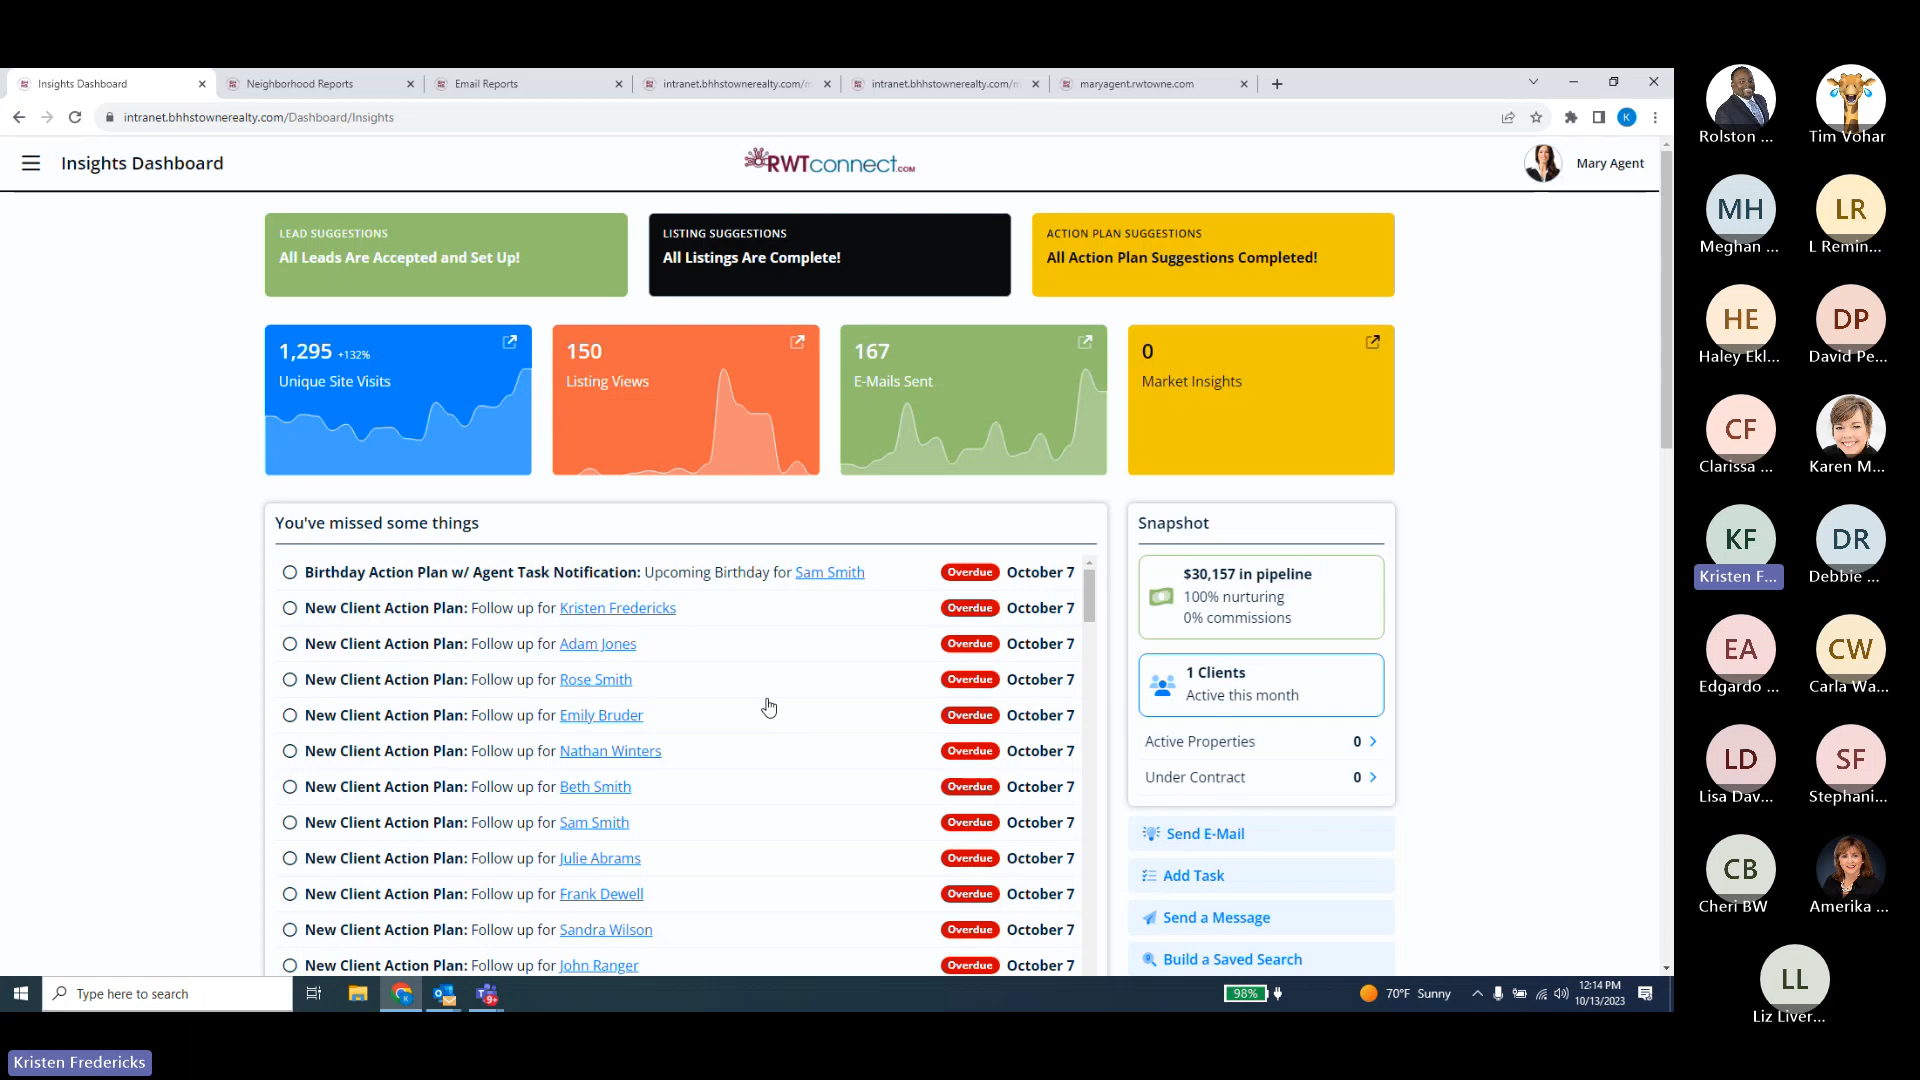 Insights Dashboard
Neighborhood Reports
Email Reports
intranet.bhhstownerealty.com/m
intranet.bhhstownerealty.com/m
maryagent.rwtowne.com
intranet.bhhstownerealty.com/Dashboard/Insights
K
Insights Dashboard
RWTconnect.com
Mary Agent
LEAD SUGGESTIONS
All Leads Are Accepted and Set Up!
LISTING SUGGESTIONS
All Listings Are Complete!
ACTION PLAN SUGGESTIONS
All Action Plan Suggestions Completed!
1,295 +132%
Unique Site Visits
150
Listing Views
167
E-Mails Sent
0
Market Insights
You've missed some things
Birthday Action Plan w/ Agent Task Notification: Upcoming Birthday for Sam Smith Overdue October 7
New Client Action Plan: Follow up for Kristen Fredericks Overdue October 7
New Client Action Plan: Follow up for Adam Jones Overdue October 7
New Client Action Plan: Follow up for Rose Smith Overdue October 7
New Client Action Plan: Follow up for Emily Bruder Overdue October 7
New Client Action Plan: Follow up for Nathan Winters Overdue October 7
New Client Action Plan: Follow up for Beth Smith Overdue October 7
New Client Action Plan: Follow up for Sam Smith Overdue October 7
New Client Action Plan: Follow up for Julie Abrams Overdue October 7
New Client Action Plan: Follow up for Frank Dewell Overdue October 7
New Client Action Plan: Follow up for Sandra Wilson Overdue October 7
New Client Action Plan: Follow up for John Ranger Overdue October 7
Snapshot
$30,157 in pipeline
100% nurturing
0% commissions
1 Clients
Active this month
Active Properties 0
Under Contract 0
Send E-Mail
Add Task
Send a Message
Build a Saved Search
Type here to search
9+
98%
70°F Sunny
12:14 PM
10/13/2023
Kristen Fredericks
Rolston ...
Tim Vohar
MH
Meghan ...
LR
L Remin...
HE
Haley Ekl...
DP
David Pe...
CF
Clarissa ...
Karen M...
KF
Kristen F...
DR
Debbie ...
EA
Edgardo ...
CW
Carla Wa...
LD
Lisa Dav...
SF
Stephani...
CB
Cheri BW
Amerika ...
LL
Liz Liver...